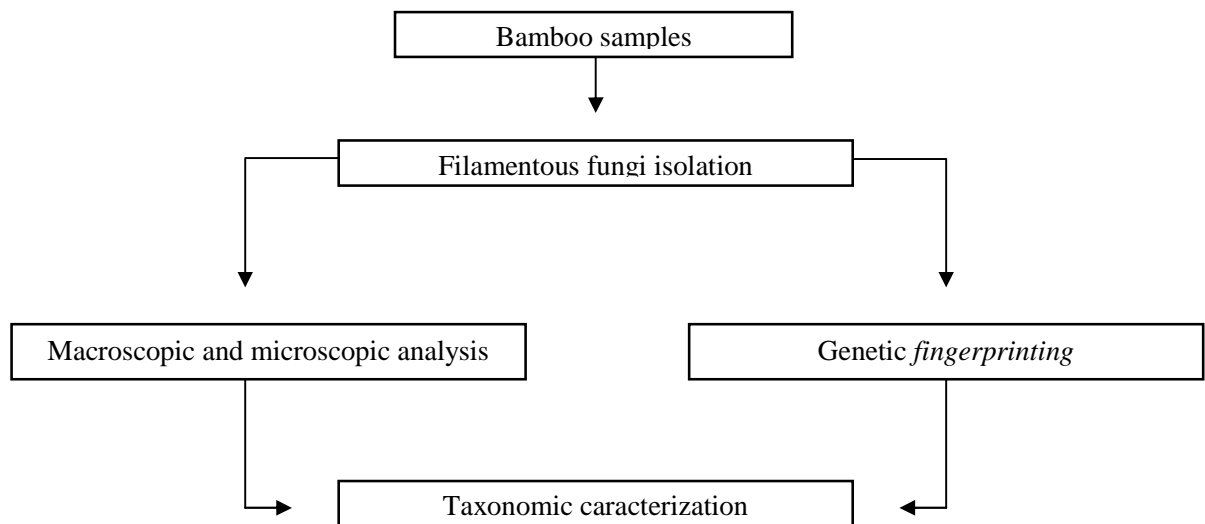 Bamboo samples
Filamentous fungi isolation
Macroscopic and microscopic analysis
Genetic fingerprinting
Taxonomic caracterization